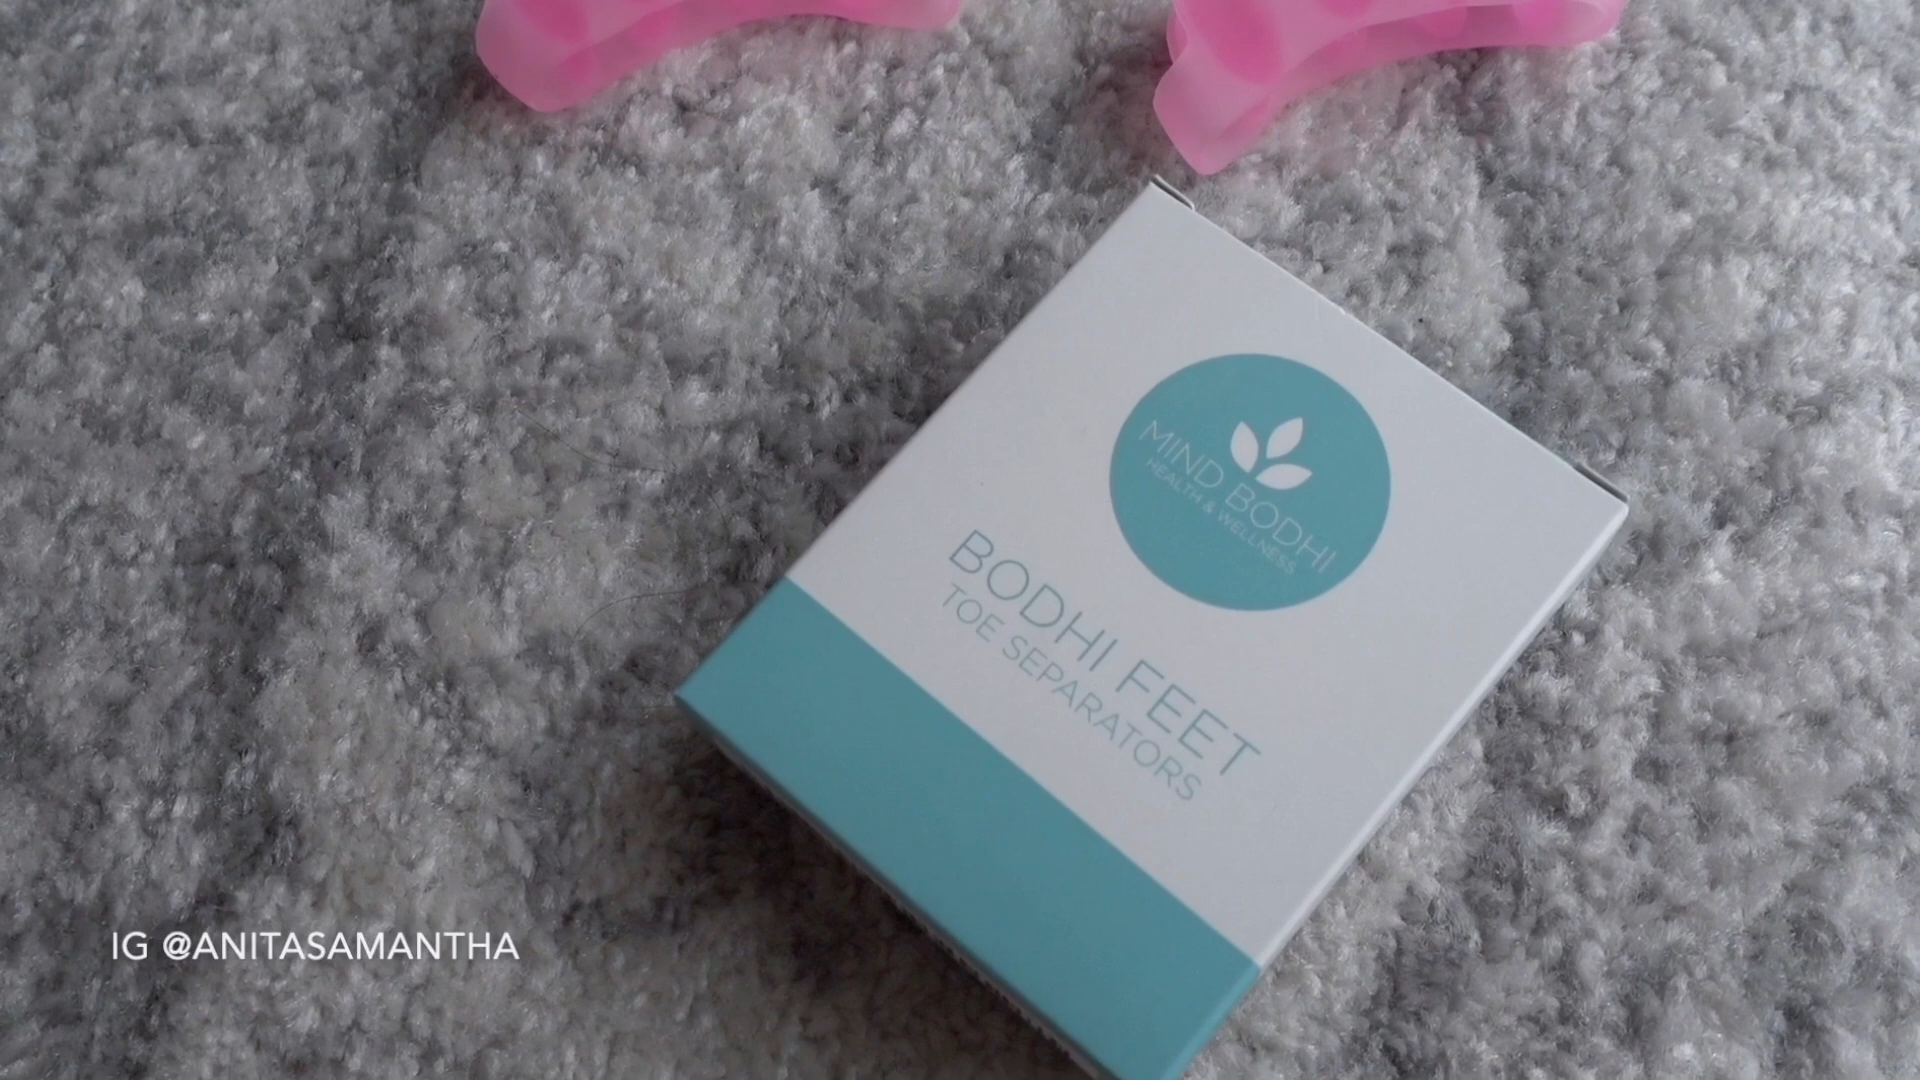 MIND BODHI
HEALTH & WELLNESS
BODHI FEET
TOE SEPARATORS
IG @ANITASAMANTHA